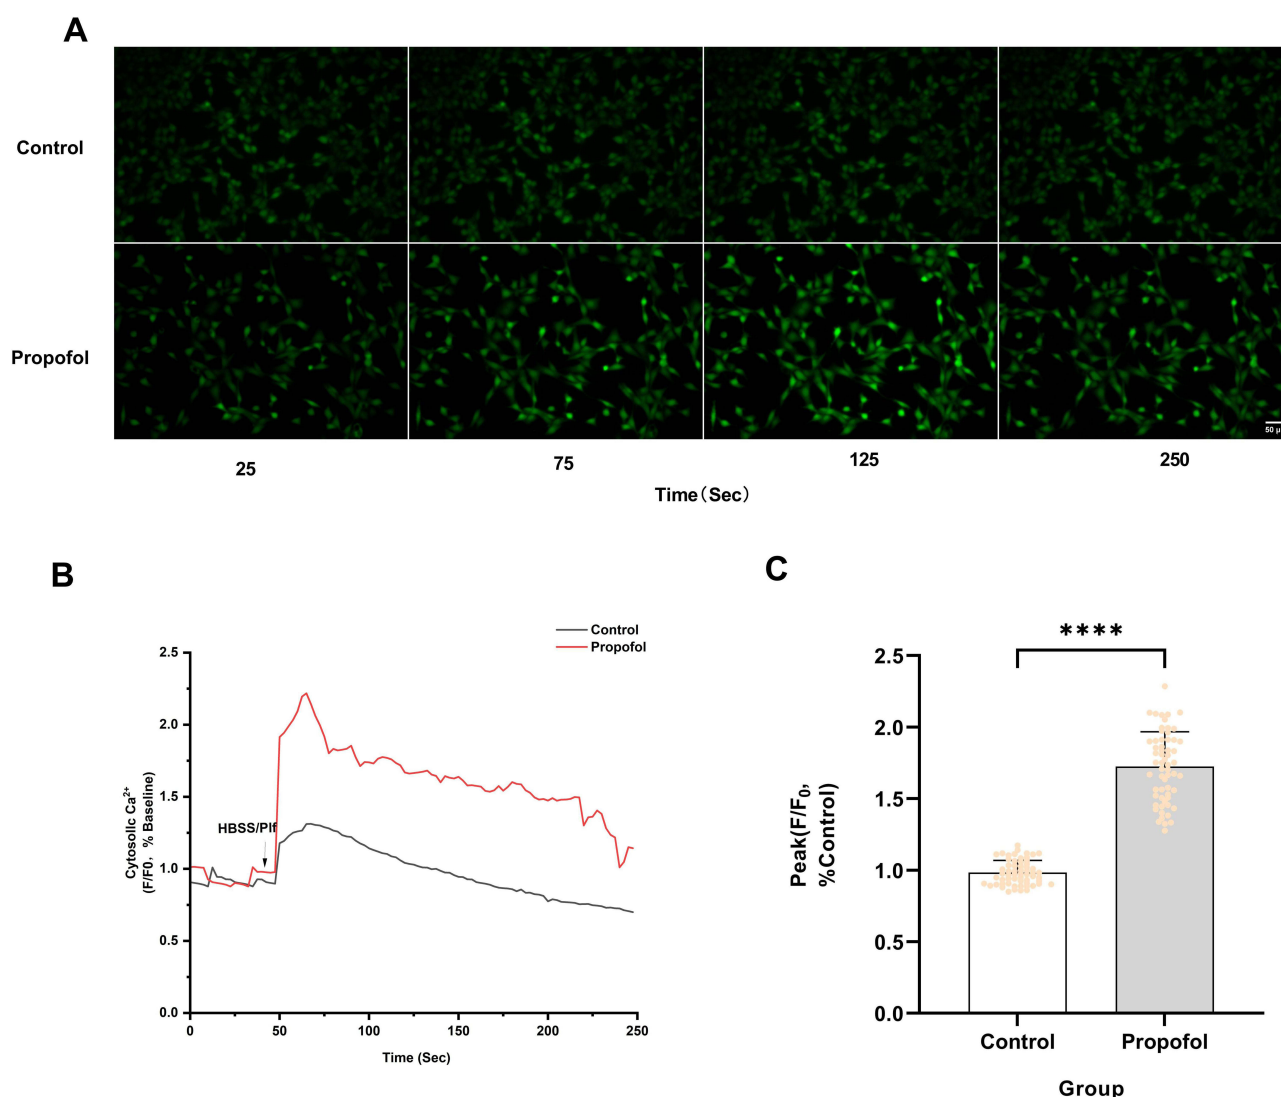 A
Control
Propofol
50 μ
25
75
125
250
Time(Sec)
B
Control
Propofol
2.5
2.0
1.5
1.0
0.5
0.0
HBSS/Plf
Cytosolic Ca²⁺
(F/F0, % Baseline)
0
50
100
150
200
250
Time (Sec)
C
****
2.5
2.0
1.5
1.0
0.5
0.0
Peak(F/F₀,
%Control)
Control
Propofol
Group